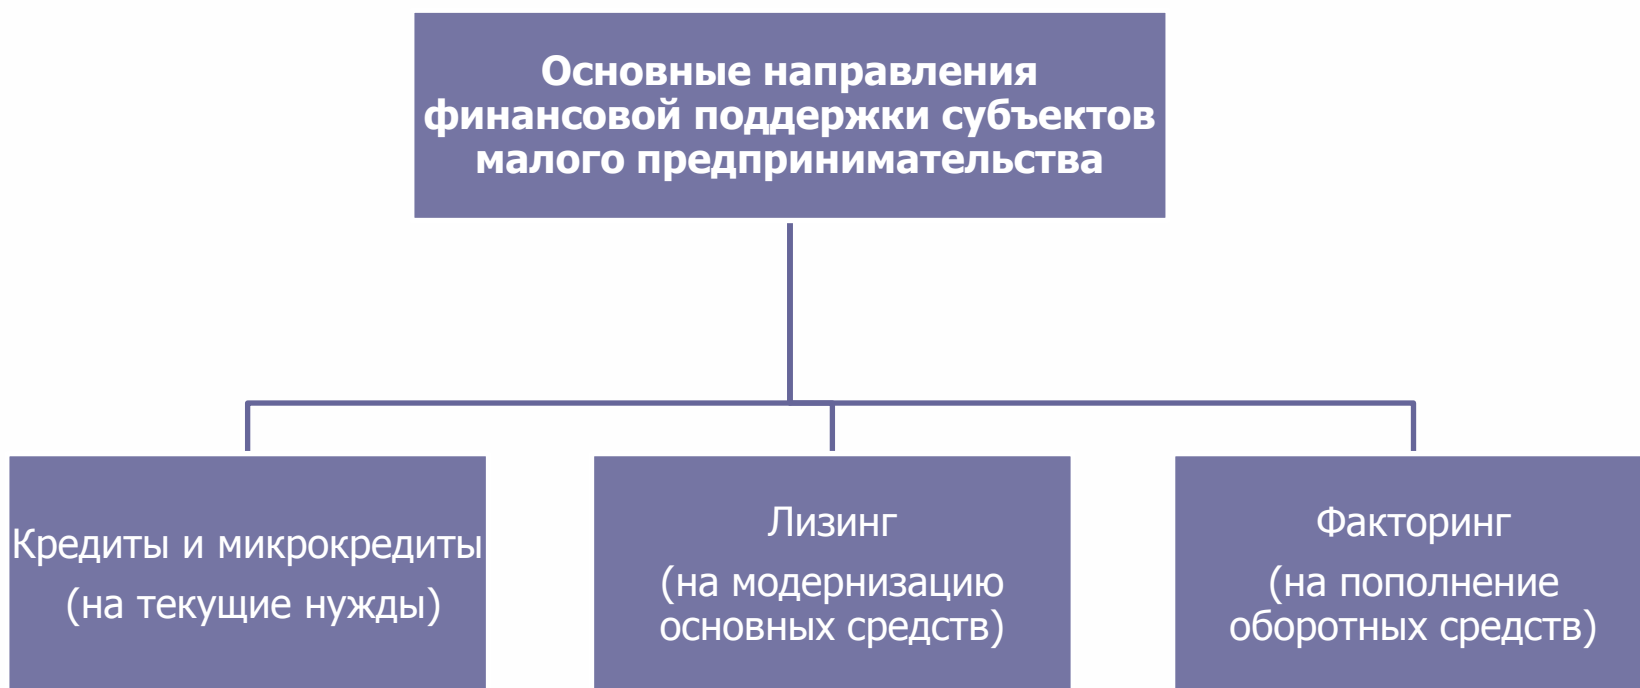 Основные направления
финансовой поддержки субъектов
малого предпринимательства
Кредиты и микрокредиты
(на текущие нужды)
Лизинг
(на модернизацию
основных средств)
Факторинг
(на пополнение
оборотных средств)